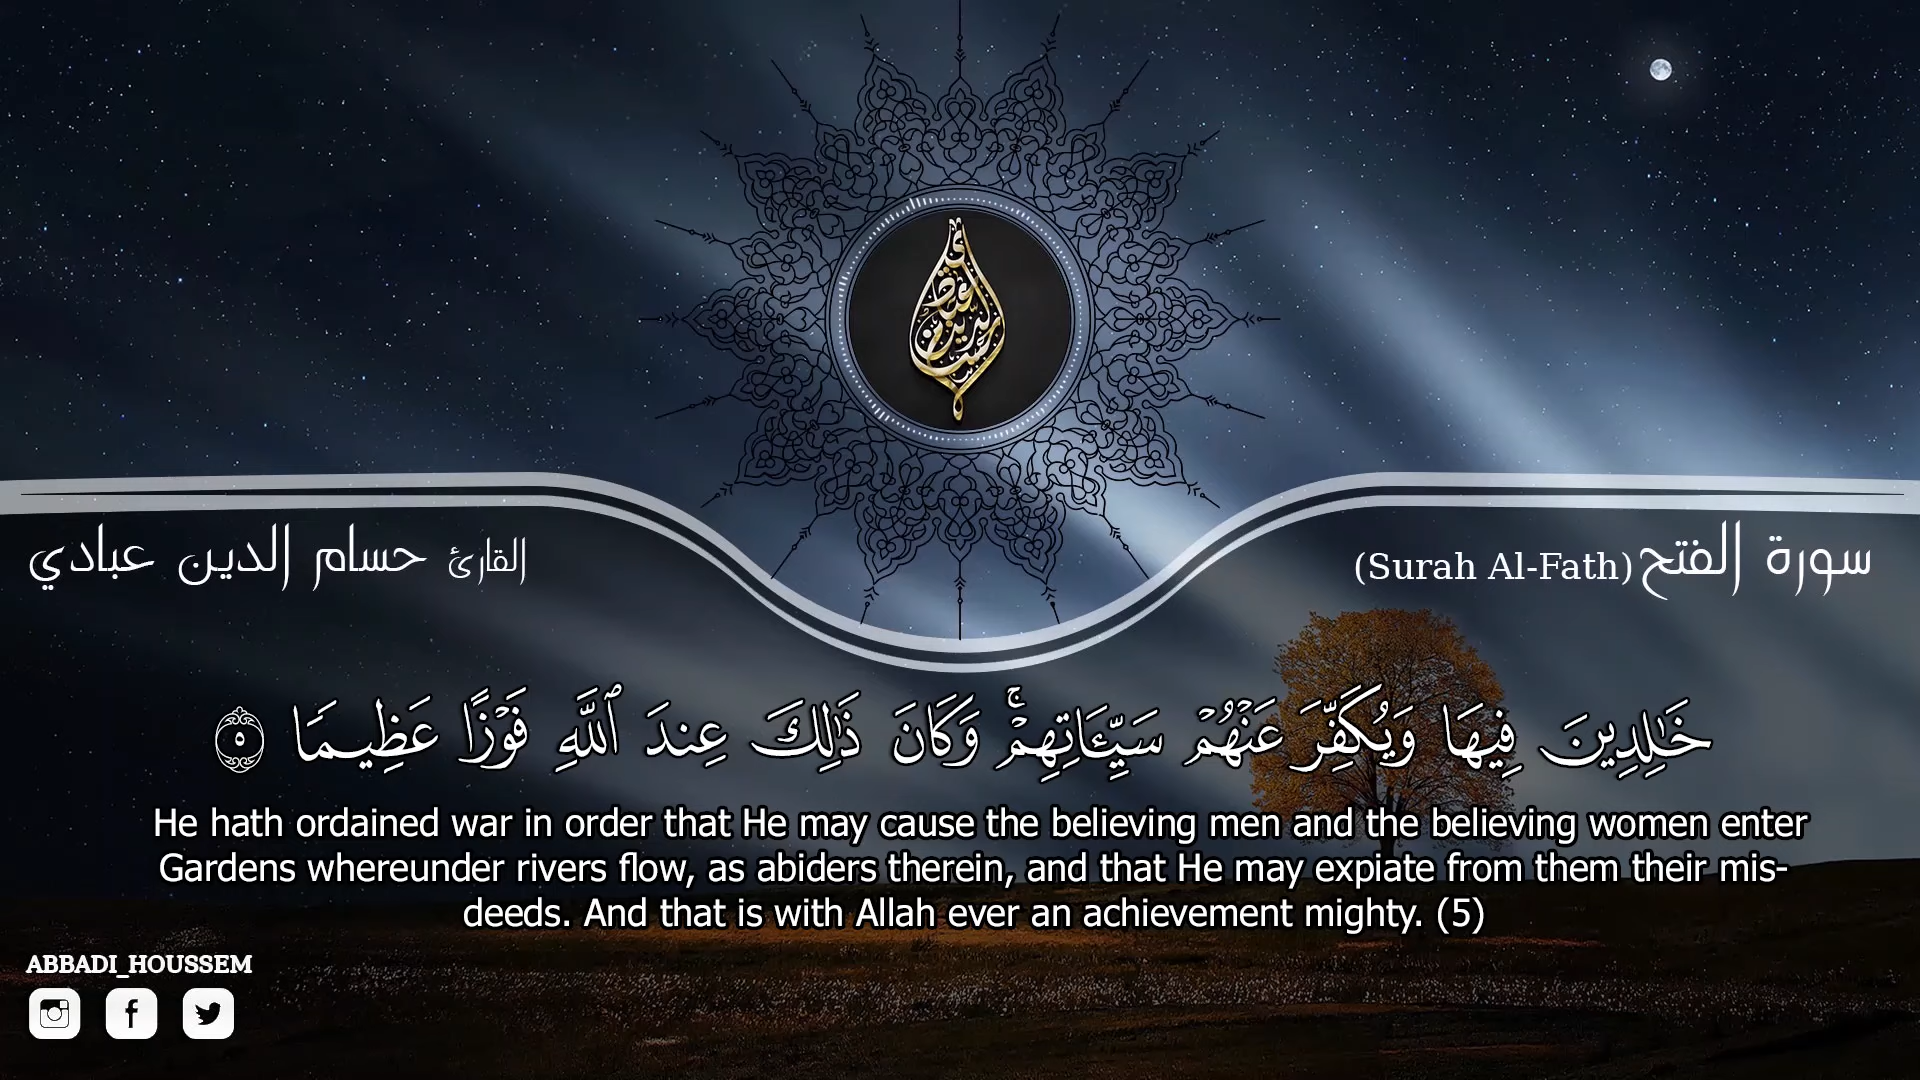 القارئ حسام الدين عبادي
سورة الفتح (Surah Al-Fath)
خَٰلِدِينَ فِيهَا وَيُكَفِّرَ عَنۡهُمۡ سَيِّـَٔاتِهِمۡۚ وَكَانَ ذَٰلِكَ عِندَ ٱللَّهِ فَوۡزًا عَظِيمٗا ٥
He hath ordained war in order that He may cause the believing men and the believing women enter
Gardens whereunder rivers flow, as abiders therein, and that He may expiate from them their mis-
deeds. And that is with Allah ever an achievement mighty. (5)
ABBADI_HOUSSEM